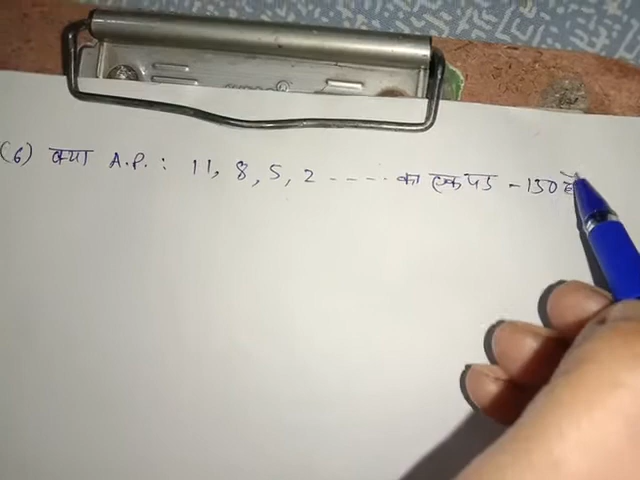 (6) क्या A.P. : 11, 8, 5, 2 ----- का एक पद -150 है